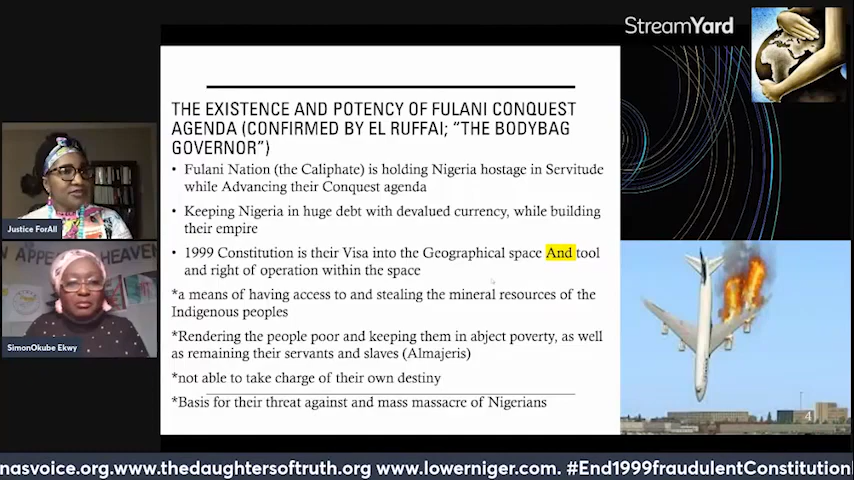 StreamYard
THE EXISTENCE AND POTENCY OF FULANI CONQUEST
AGENDA (CONFIRMED BY EL RUFFAI; “THE BODYBAG
GOVERNOR”)
• Fulani Nation (the Caliphate) is holding Nigeria hostage in Servitude
while Advancing their Conquest agenda
• Keeping Nigeria in huge debt with devalued currency, while building
their empire
• 1999 Constitution is their Visa into the Geographical space And tool
and right of operation within the space
*a means of having access to and stealing the mineral resources of the
Indigenous peoples
*Rendering the people poor and keeping them in abject poverty, as well
as remaining their servants and slaves (Almajeris)
*not able to take charge of their own destiny
*Basis for their threat against and mass massacre of Nigerians
4
Justice ForAll
AN APPEA HEAVEN
SimonOkube Ekwy
nasvoice.org.www.thedaughtersoftruth.org www.lowerniger.com. #End1999fraudulentConstitution